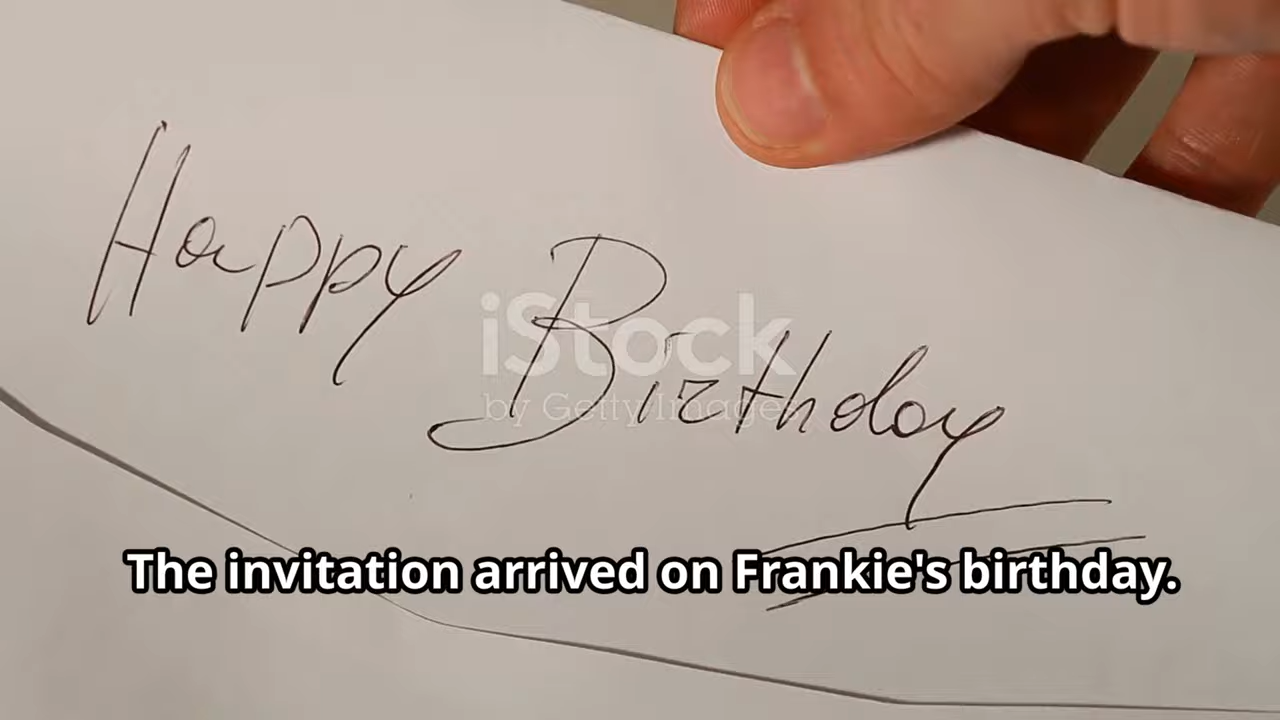 Happy Birthday
iStock
by Getty Images
The invitation arrived on Frankie's birthday.